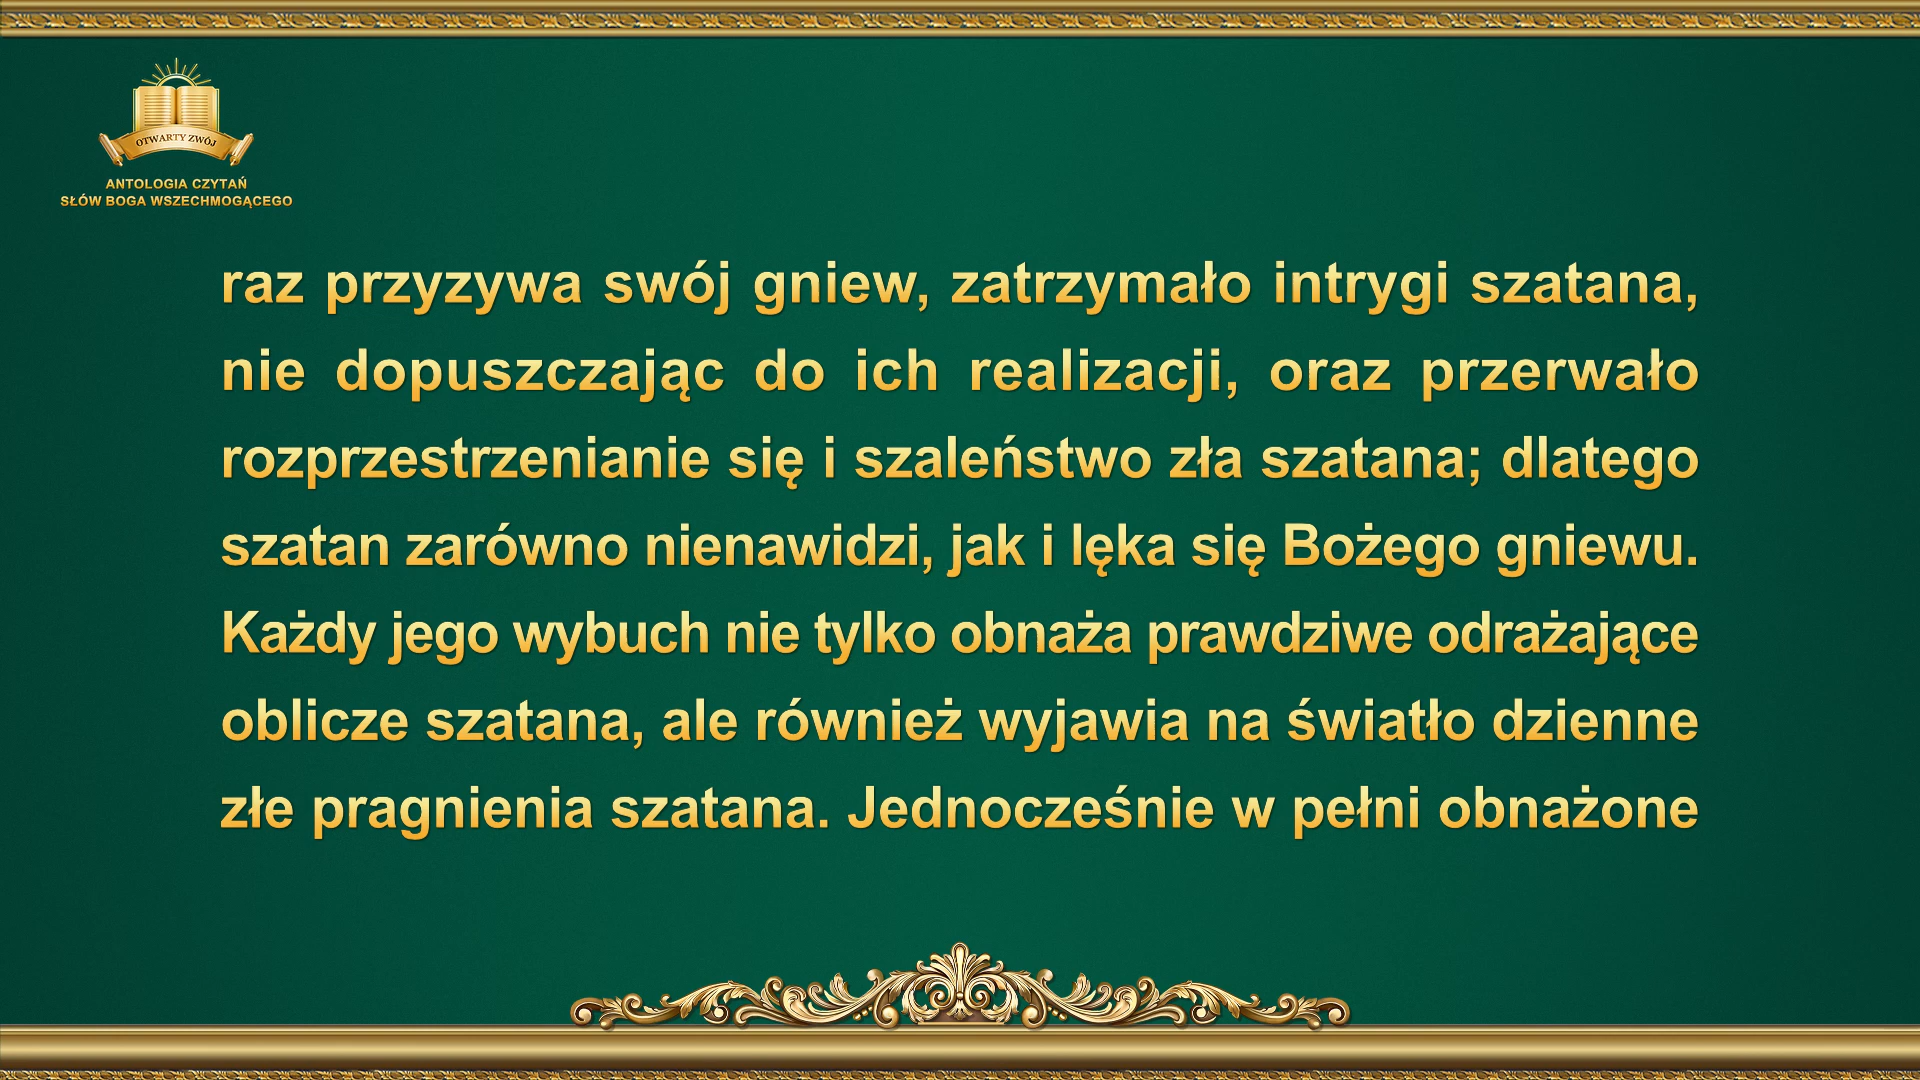 OTWARTY ZWÓJ
ANTOLOGIA CZYTAŃ
SŁÓW BOGA WSZECHMOGĄCEGO
raz przyzywa swój gniew, zatrzymało intrygi szatana,
nie dopuszczając do ich realizacji, oraz przerwało
rozprzestrzenianie się i szaleństwo zła szatana; dlatego
szatan zarówno nienawidzi, jak i lęka się Bożego gniewu.
Każdy jego wybuch nie tylko obnaża prawdziwe odrażające
oblicze szatana, ale również wyjawia na światło dzienne
złe pragnienia szatana. Jednocześnie w pełni obnażone